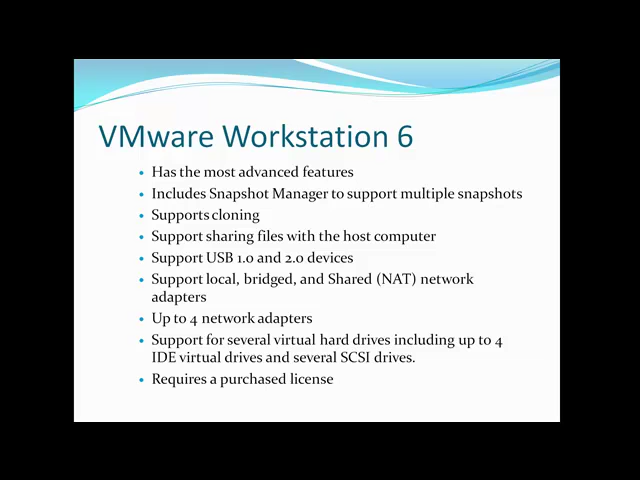 VMware Workstation 6
• Has the most advanced features
• Includes Snapshot Manager to support multiple snapshots
• Supports cloning
• Support sharing files with the host computer
• Support USB 1.0 and 2.0 devices
• Support local, bridged, and Shared (NAT) network
adapters
• Up to 4 network adapters
• Support for several virtual hard drives including up to 4
IDE virtual drives and several SCSI drives.
• Requires a purchased license